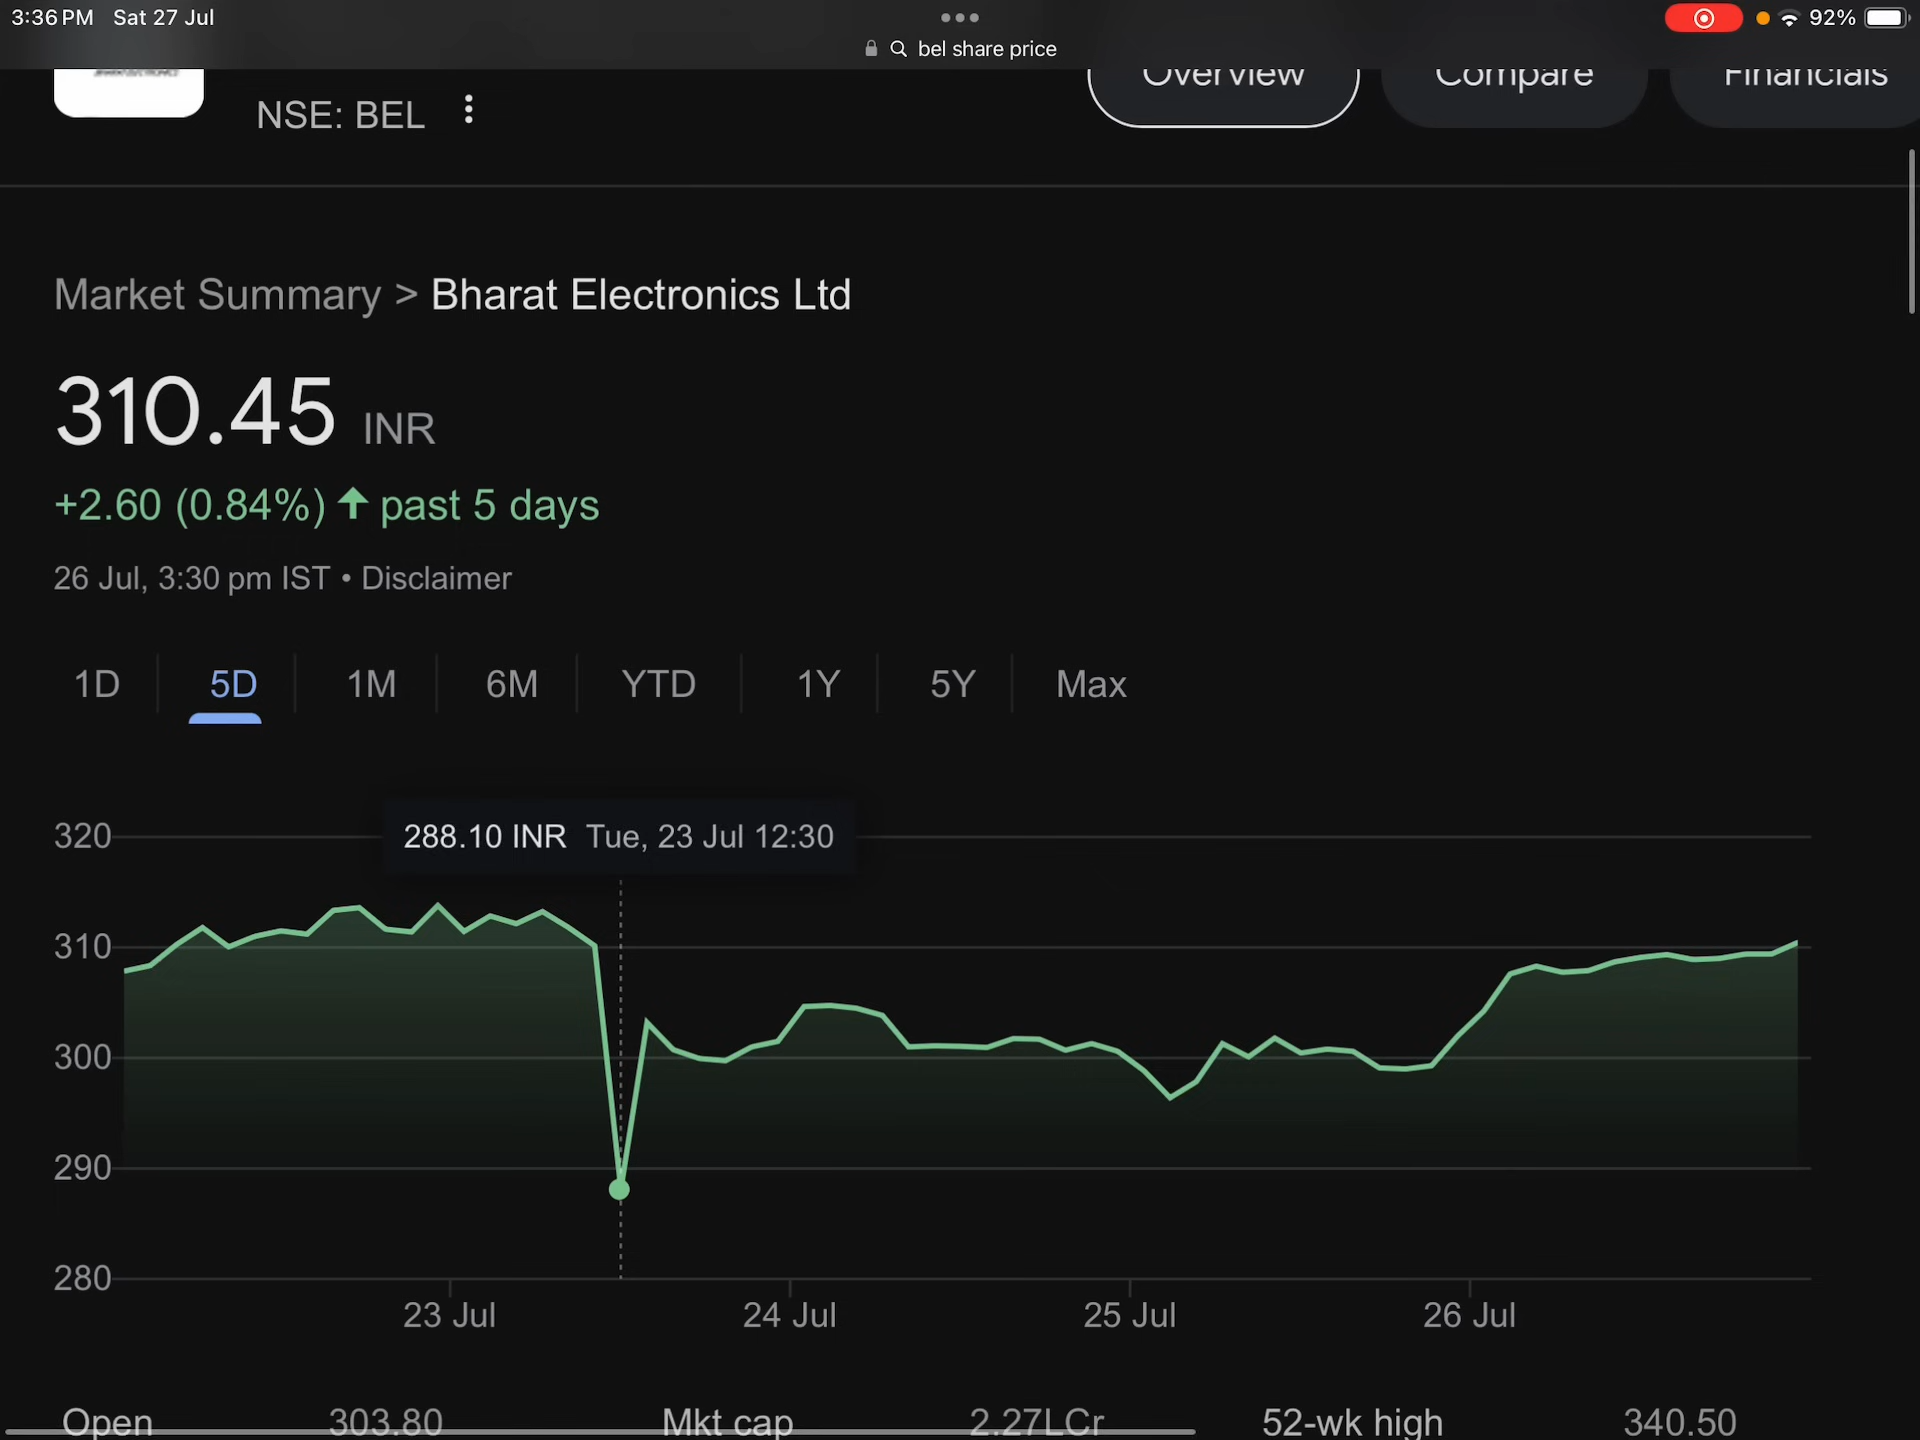 3:36 PM Sat 27 Jul
92%
bel share price
Overview Compare Financials
BHARAT ELECTRONICS
NSE: BEL
Market Summary > Bharat Electronics Ltd
310.45 INR
+2.60 (0.84%) past 5 days
26 Jul, 3:30 pm IST • Disclaimer
1D 5D 1M 6M YTD 1Y 5Y Max
288.10 INR Tue, 23 Jul 12:30
320
310
300
290
280
23 Jul 24 Jul 25 Jul 26 Jul
Open 303.80 Mkt cap 2.27LCr 52-wk high 340.50